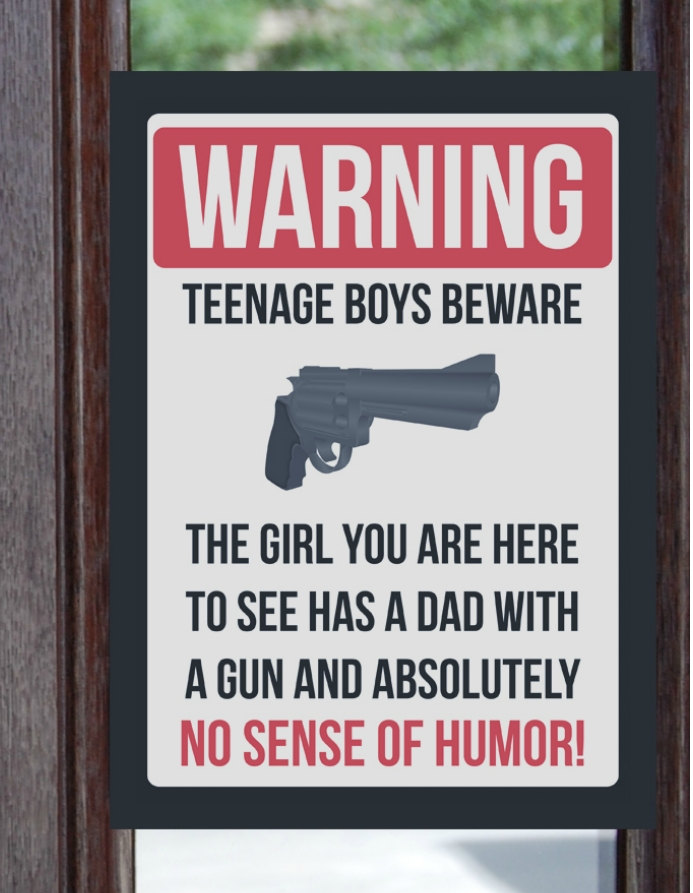 WARNING
TEENAGE BOYS BEWARE
THE GIRL YOU ARE HERE
TO SEE HAS A DAD WITH
A GUN AND ABSOLUTELY
NO SENSE OF HUMOR!